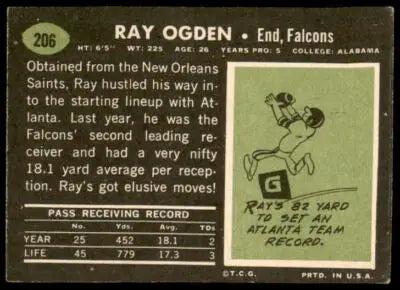 206
RAY OGDEN • End, Falcons
HT: 6'5" WT: 225 AGE: 26 YEARS PRO: 5 COLLEGE: ALABAMA
Obtained from the New Orleans
Saints, Ray hustled his way in-
to the starting lineup with At-
lanta. Last year, he was the
Falcons' second leading re-
ceiver and had a very nifty
18.1 yard average per recep-
tion. Ray's got elusive moves!
PASS RECEIVING RECORD
No. Yds. Avg. TDs
YEAR 25 452 18.1 2
LIFE 45 779 17.3 3
G
RAY'S 82 YARD
TD SET AN
ATLANTA TEAM
RECORD.
©T.C.G. PRTD. IN U.S.A.